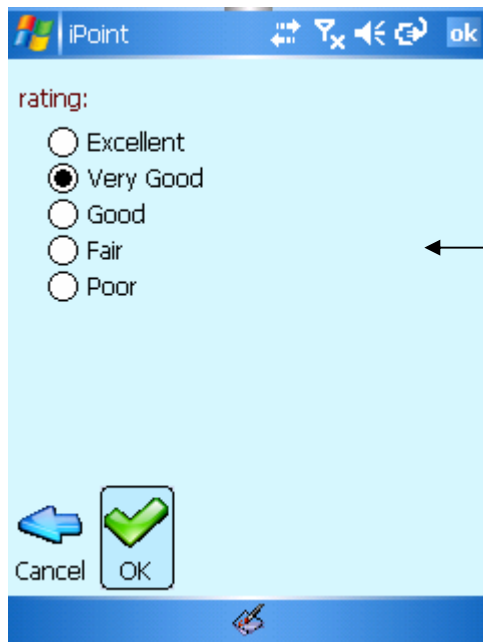 iPoint ok
rating:
Excellent
Very Good
Good
Fair
Poor
Cancel OK